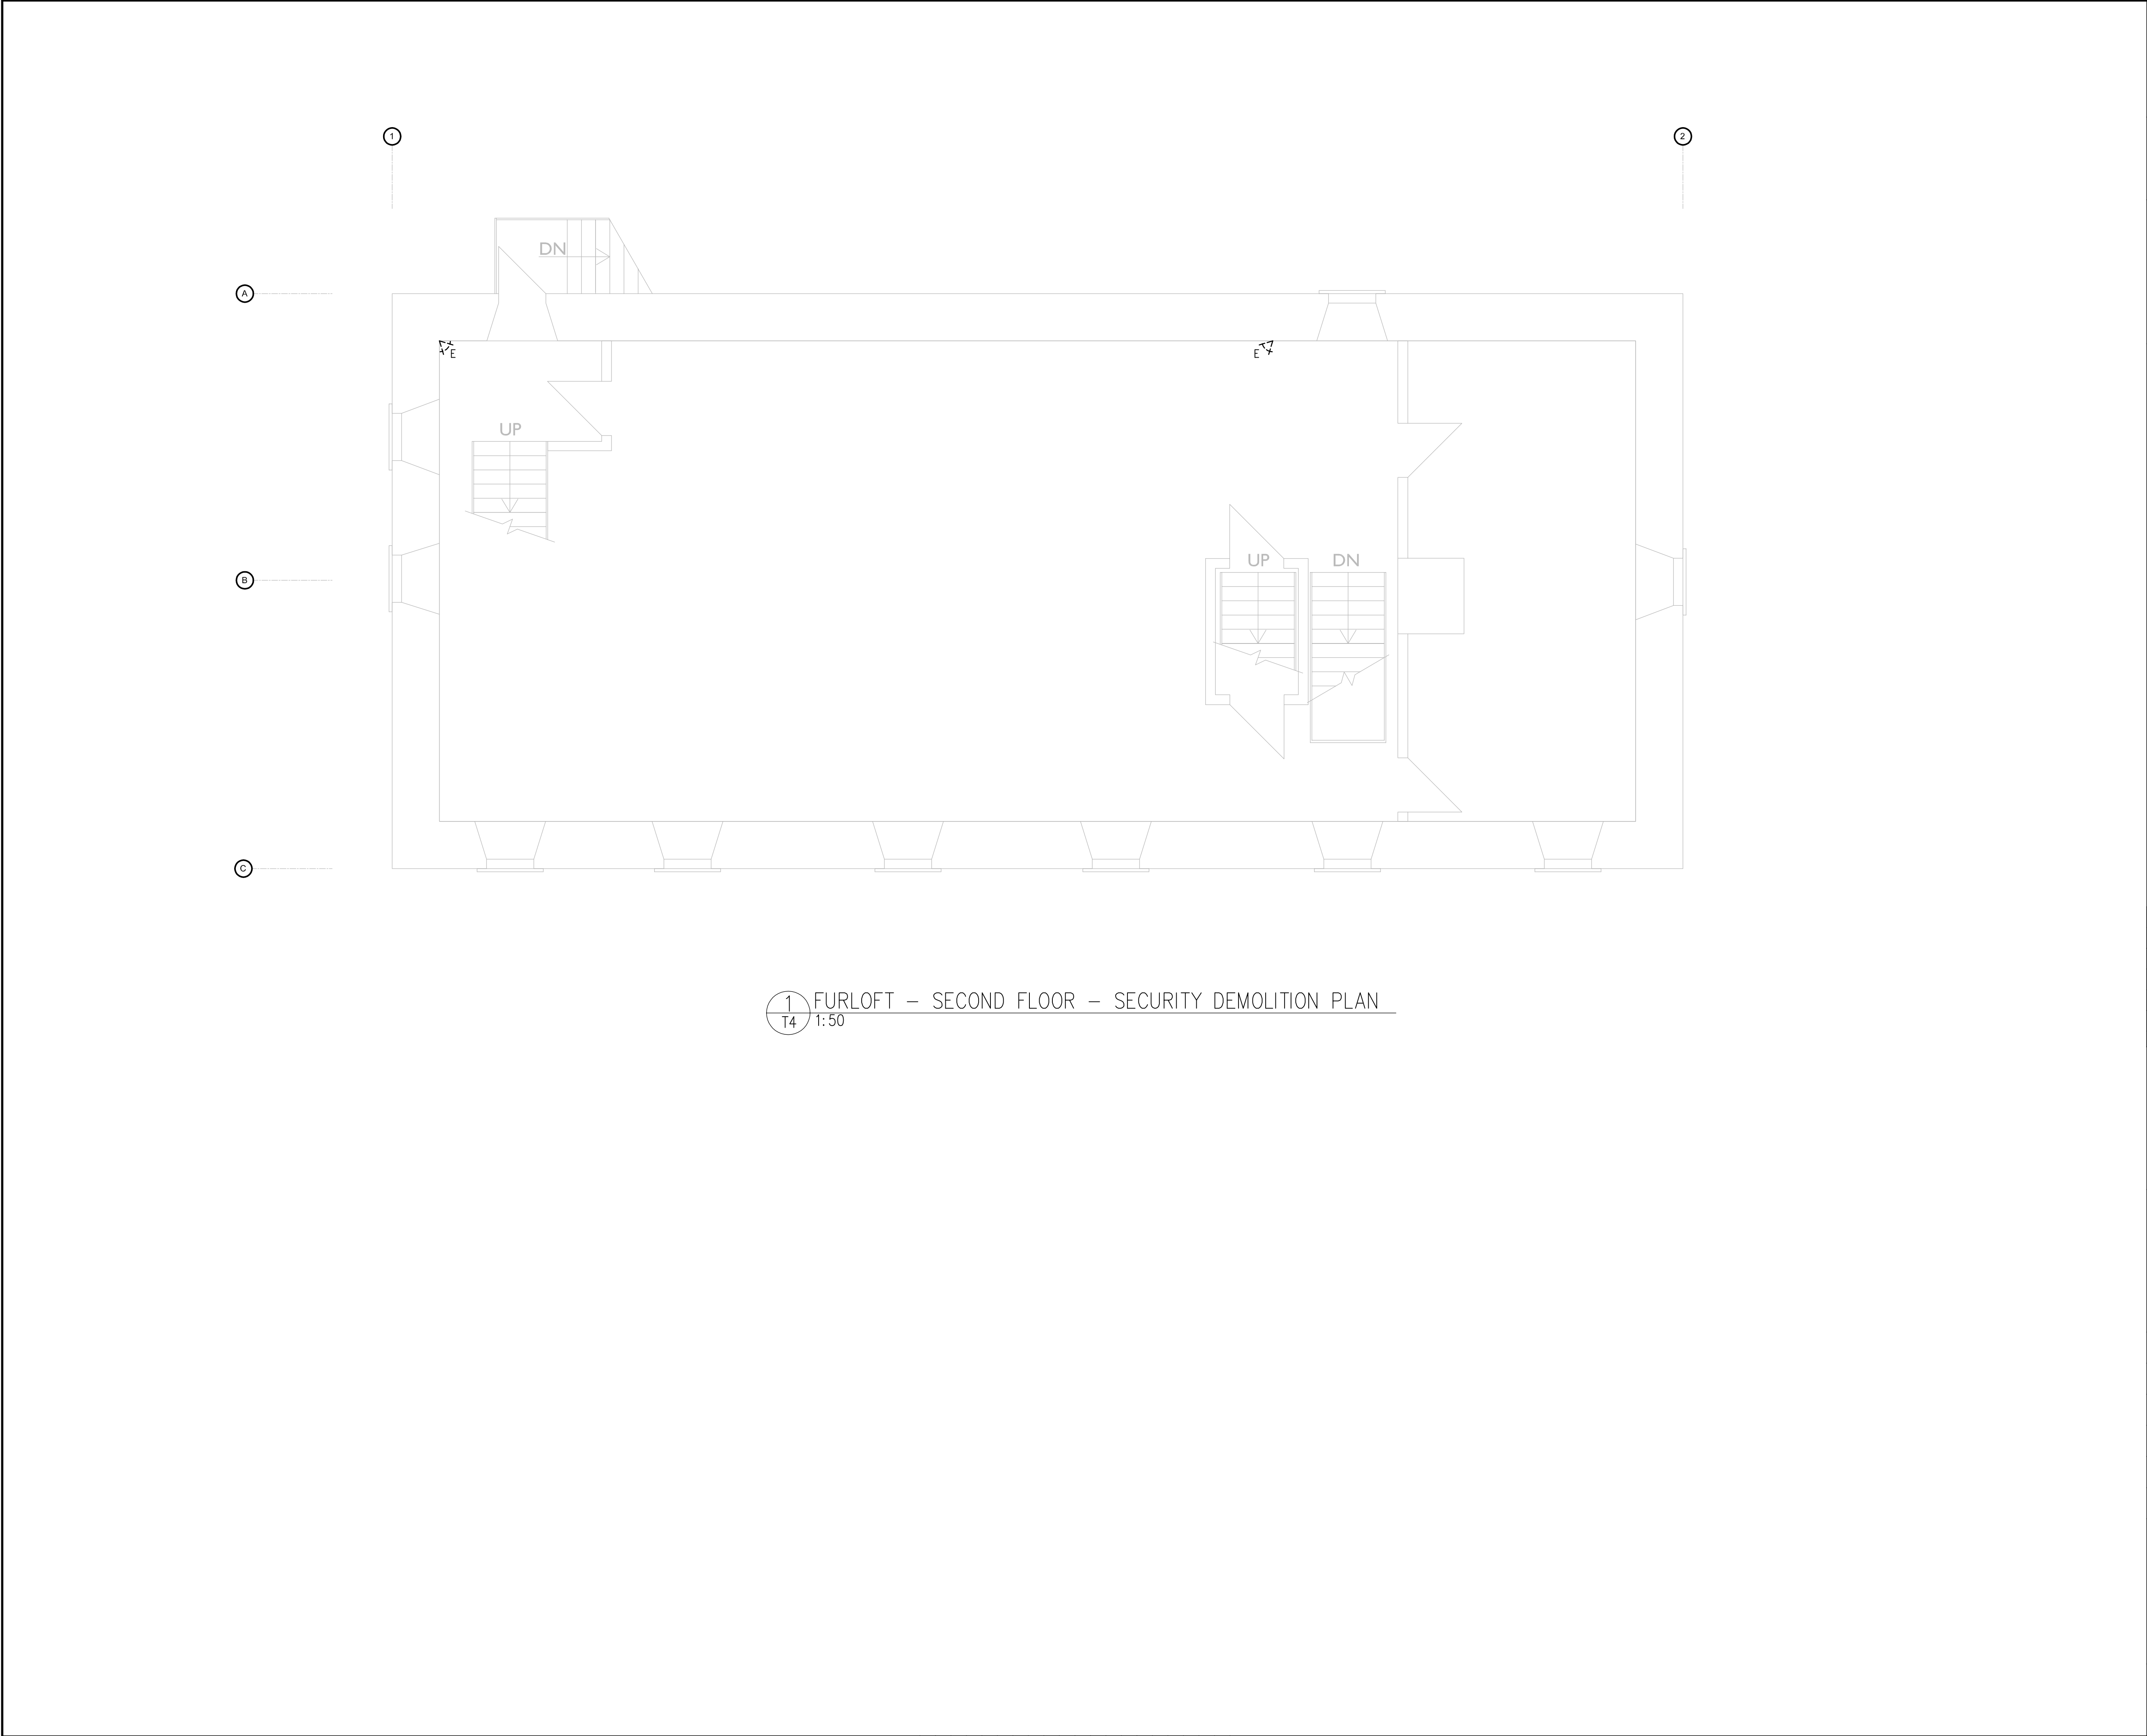 1
2
DN
A
E
E
UP
UP
DN
B
C
1
FURLOFT - SECOND FLOOR - SECURITY DEMOLITION PLAN
T4
1:50